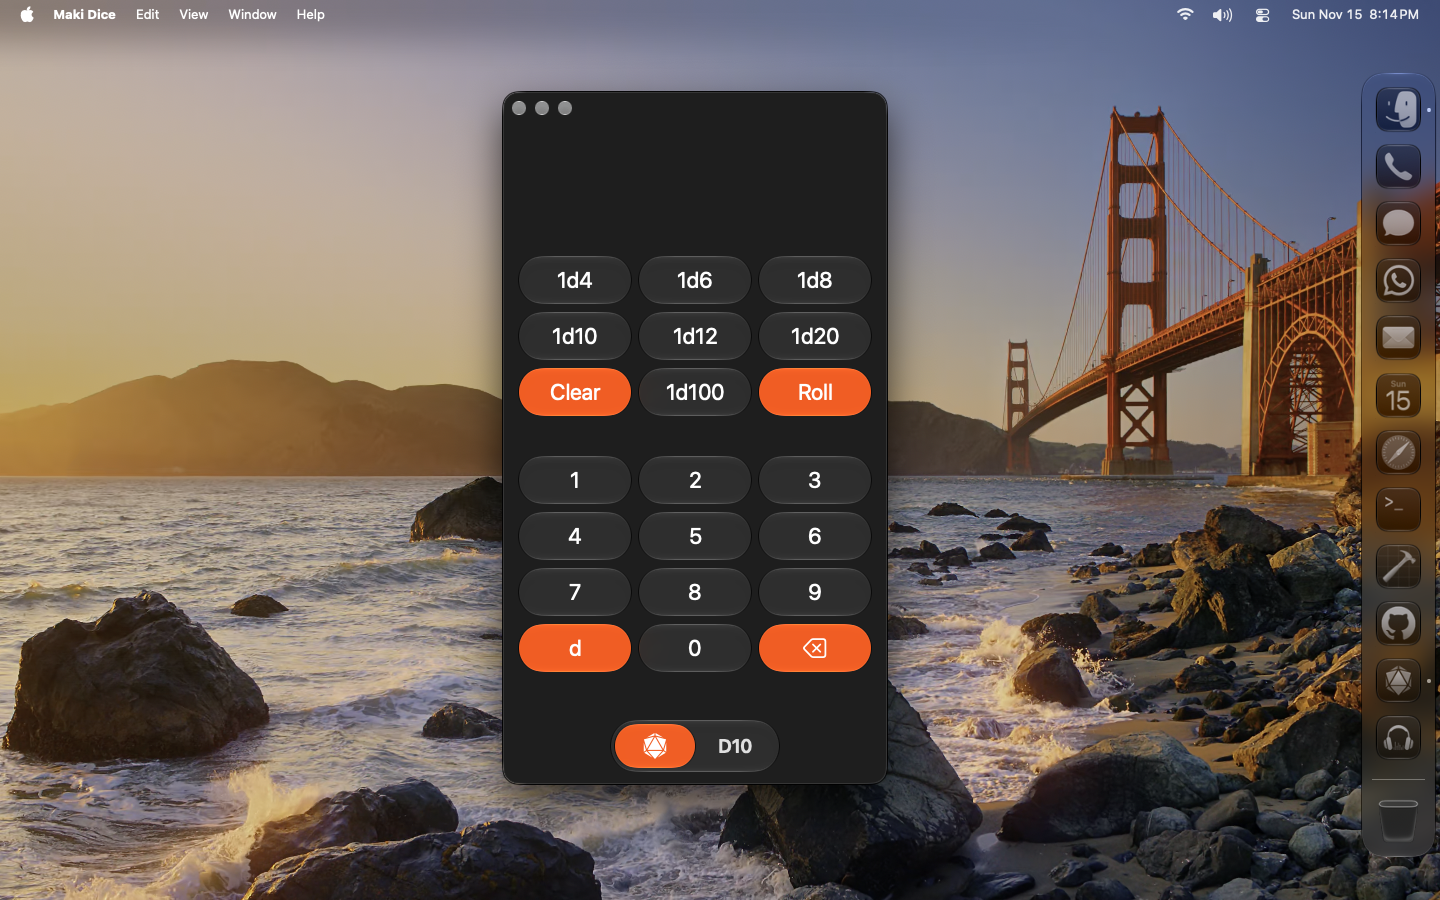 Maki Dice Edit View Window Help Sun Nov 15 8:14 PM
1d4 1d6 1d8
1d10 1d12 1d20
Clear 1d100 Roll
1 2 3
4 5 6
7 8 9
d 0
D10
Sun
15
>_